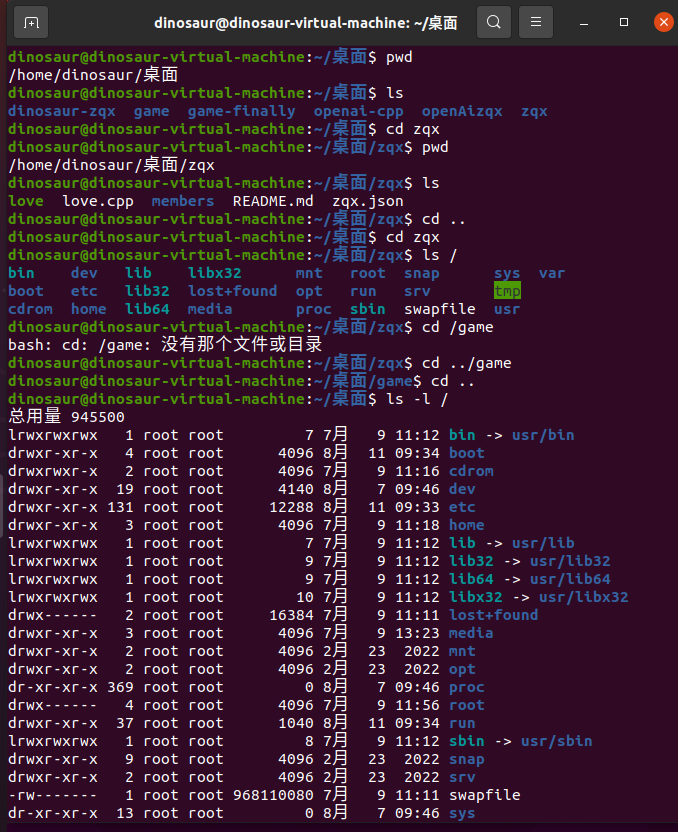 dinosaur@dinosaur-virtual-machine: ~/桌面
dinosaur@dinosaur-virtual-machine:~/桌面$ pwd
/home/dinosaur/桌面
dinosaur@dinosaur-virtual-machine:~/桌面$ ls
dinosaur-zqx  game  game-finally  openai-cpp  openAizqx  zqx
dinosaur@dinosaur-virtual-machine:~/桌面$ cd zqx
dinosaur@dinosaur-virtual-machine:~/桌面/zqx$ pwd
/home/dinosaur/桌面/zqx
dinosaur@dinosaur-virtual-machine:~/桌面/zqx$ ls
love  love.cpp  members  README.md  zqx.json
dinosaur@dinosaur-virtual-machine:~/桌面/zqx$ cd ..
dinosaur@dinosaur-virtual-machine:~/桌面$ cd zqx
dinosaur@dinosaur-virtual-machine:~/桌面/zqx$ ls /
bin    dev   lib    libx32      mnt   root  snap      sys  var
boot   etc   lib32  lost+found  opt   run   srv       tmp
cdrom  home  lib64  media       proc  sbin  swapfile  usr
dinosaur@dinosaur-virtual-machine:~/桌面/zqx$ cd /game
bash: cd: /game: 没有那个文件或目录
dinosaur@dinosaur-virtual-machine:~/桌面/zqx$ cd ../game
dinosaur@dinosaur-virtual-machine:~/桌面/game$ cd ..
dinosaur@dinosaur-virtual-machine:~/桌面$ ls -l /
总用量 945500
lrwxrwxrwx   1 root root         7 7月   9 11:12 bin -> usr/bin
drwxr-xr-x   4 root root      4096 8月  11 09:34 boot
drwxrwxr-x   2 root root      4096 7月   9 11:16 cdrom
drwxr-xr-x  19 root root      4140 8月   7 09:46 dev
drwxr-xr-x 131 root root     12288 8月  11 09:33 etc
drwxr-xr-x   3 root root      4096 7月   9 11:18 home
lrwxrwxrwx   1 root root         7 7月   9 11:12 lib -> usr/lib
lrwxrwxrwx   1 root root         9 7月   9 11:12 lib32 -> usr/lib32
lrwxrwxrwx   1 root root         9 7月   9 11:12 lib64 -> usr/lib64
lrwxrwxrwx   1 root root        10 7月   9 11:12 libx32 -> usr/libx32
drwx------   2 root root     16384 7月   9 11:11 lost+found
drwxr-xr-x   3 root root      4096 7月   9 13:23 media
drwxr-xr-x   2 root root      4096 2月  23  2022 mnt
drwxr-xr-x   2 root root      4096 2月  23  2022 opt
dr-xr-xr-x 369 root root         0 8月   7 09:46 proc
drwx------   4 root root      4096 7月   9 11:56 root
drwxr-xr-x  37 root root      1040 8月  11 09:34 run
lrwxrwxrwx   1 root root         8 7月   9 11:12 sbin -> usr/sbin
drwxr-xr-x   9 root root      4096 2月  23  2022 snap
drwxr-xr-x   2 root root      4096 2月  23  2022 srv
-rw-------   1 root root 968110080 7月   9 11:11 swapfile
dr-xr-xr-x  13 root root         0 8月   7 09:46 sys